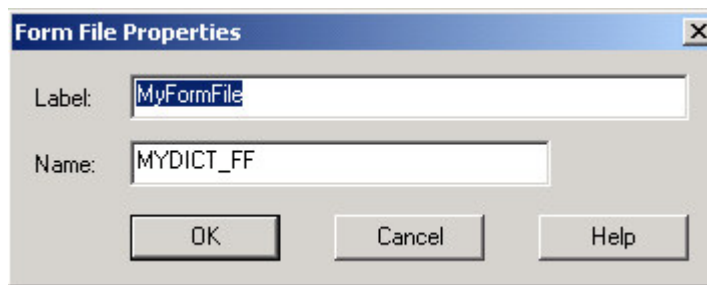 Form File Properties
Label: MyFormFile
Name: MYDICT_FF
OK Cancel Help